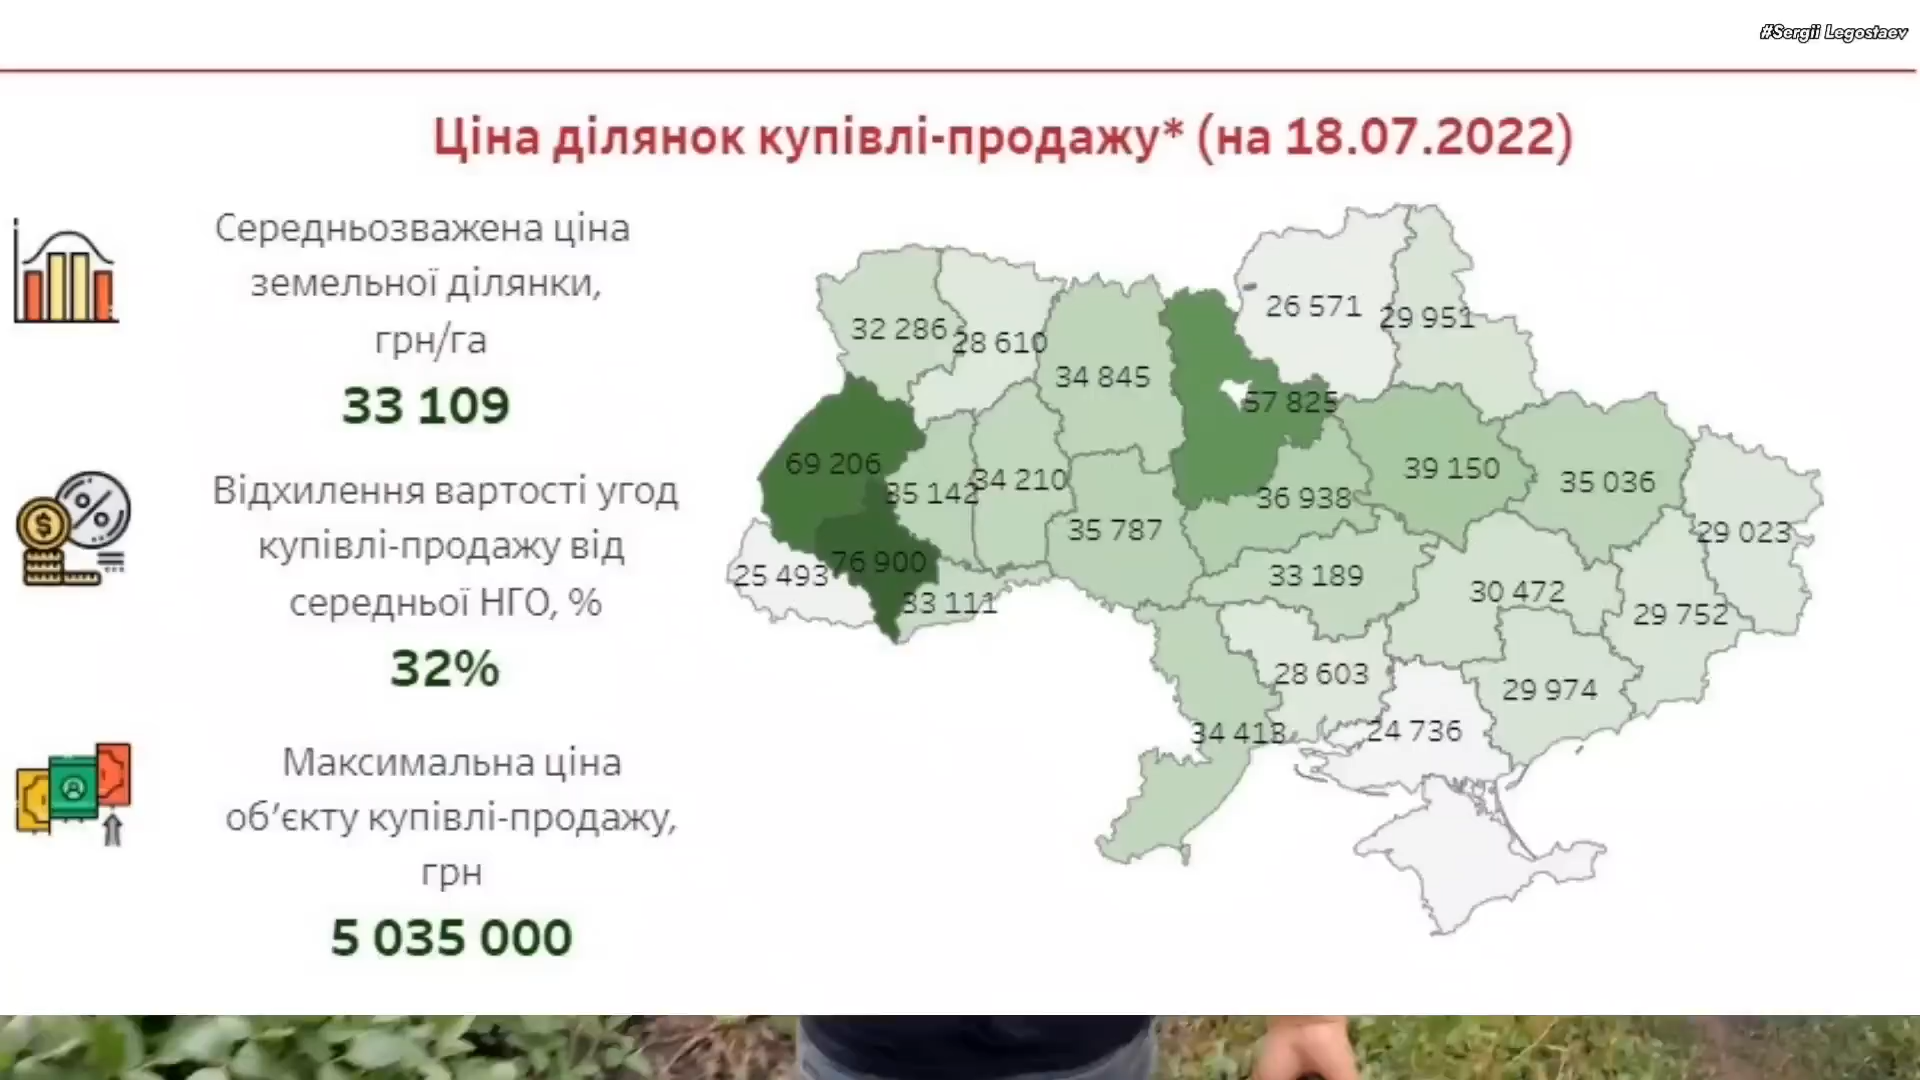 #Sergii Legostaev
Ціна ділянок купівлі-продажу* (на 18.07.2022)
Середньозважена ціна
земельної ділянки,
грн/га
33 109
Відхилення вартості угод
купівлі-продажу від
середньої НГО, %
32%
Максимальна ціна
об’єкту купівлі-продажу,
грн
5 035 000
26 571
29 951
32 286
28 610
34 845
57 825
69 206
35 142
34 210
36 938
39 150
35 036
35 787
29 023
76 900
25 493
33 111
33 189
30 472
29 752
28 603
29 974
34 413
24 736